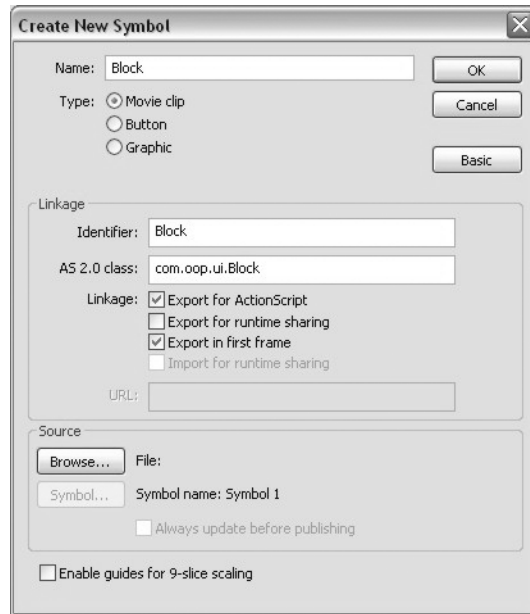 Create New Symbol
Name: Block
OK
Type: Movie clip
Cancel
Button
Graphic
Basic
Linkage
Identifier: Block
AS 2.0 class: com.oop.ui.Block
Linkage: Export for ActionScript
Export for runtime sharing
Export in first frame
Import for runtime sharing
URL:
Source
Browse... File:
Symbol... Symbol name: Symbol 1
Always update before publishing
Enable guides for 9-slice scaling